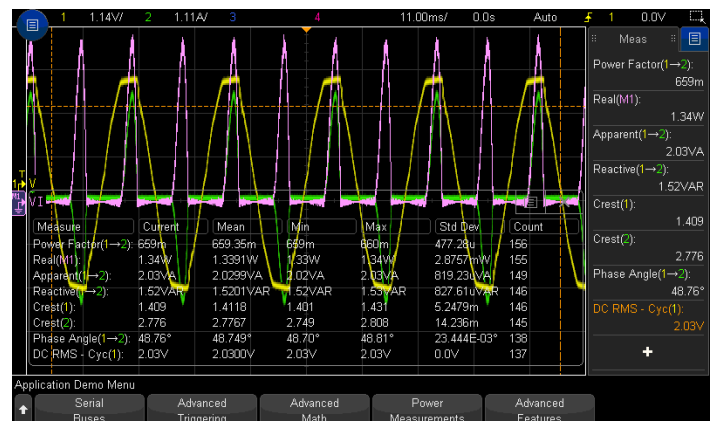 1 1.14V/ 2 1.11A/ 3 4 11.00ms/ 0.0s Auto 1 0.0V
Meas
Power Factor(1→2):
659m
Real(M1):
1.34W
Apparent(1→2):
2.03VA
Reactive(1→2):
1.52VAR
Crest(1):
1.409
Crest(2):
2.776
Phase Angle(1→2):
48.76°
DC RMS - Cyc(1):
2.03V
T
1 V
M1 V I
Measure Current Mean Min Max Std Dev Count
Power Factor(1→2): 659m 659.35m 659m 660m 477.28u 156
Real(M1): 1.34W 1.3391W 1.33W 1.34W 2.8757mW 155
Apparent(1→2): 2.03VA 2.0299VA 2.02VA 2.03VA 819.23uVA 149
Reactive(1→2): 1.52VAR 1.5201VAR 1.52VAR 1.53VAR 827.61uVAR 146
Crest(1): 1.409 1.4118 1.401 1.431 5.2479m 146
Crest(2): 2.776 2.7767 2.749 2.808 14.236m 145
Phase Angle(1→2): 48.76° 48.749° 48.70° 48.81° 23.444E-03° 138
DC RMS - Cyc(1): 2.03V 2.0300V 2.03V 2.03V 0.0V 137
Application Demo Menu
Serial Buses
Advanced Triggering
Advanced Math
Power Measurements
Advanced Features